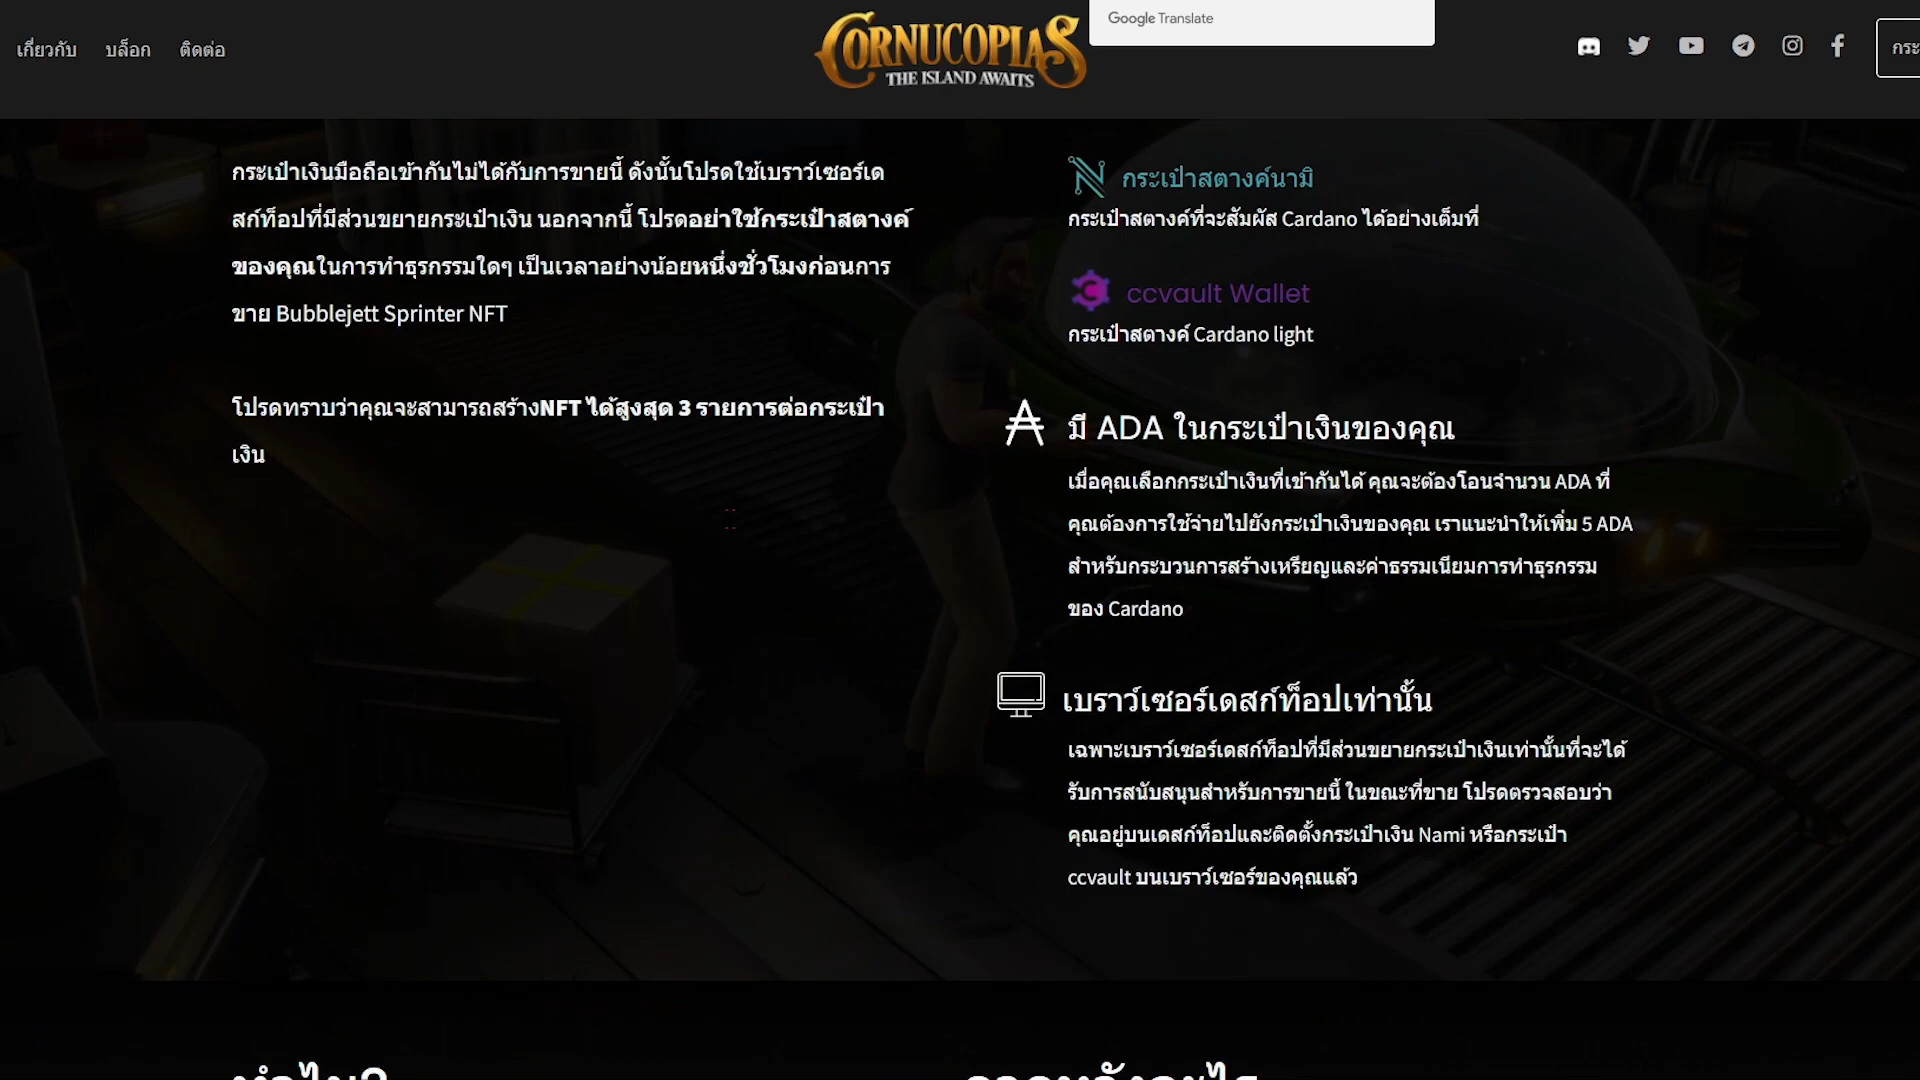 เกี่ยวกับ บล็อก ติดต่อ
CORNUCOPIAS
THE ISLAND AWAITS
Google Translate
กระ
กระเป๋าเงินมือถือเข้ากันไม่ได้กับการขายนี้ ดังนั้นโปรดใช้เบราว์เซอร์เด
สก์ท็อปที่มีส่วนขยายกระเป๋าเงิน นอกจากนี้ โปรดอย่าใช้กระเป๋าสตางค์
ของคุณในการทำธุรกรรมใดๆ เป็นเวลาอย่างน้อยหนึ่งชั่วโมงก่อนการ
ขาย Bubblejett Sprinter NFT
โปรดทราบว่าคุณจะสามารถสร้างNFT ได้สูงสุด 3 รายการต่อกระเป๋า
เงิน
กระเป๋าสตางค์นามิ
กระเป๋าสตางค์ที่จะสัมผัส Cardano ได้อย่างเต็มที่
ccvault Wallet
กระเป๋าสตางค์ Cardano light
มี ADA ในกระเป๋าเงินของคุณ
เมื่อคุณเลือกกระเป๋าเงินที่เข้ากันได้ คุณจะต้องโอนจำนวน ADA ที่
คุณต้องการใช้จ่ายไปยังกระเป๋าเงินของคุณ เราแนะนำให้เพิ่ม 5 ADA
สำหรับกระบวนการสร้างเหรียญและค่าธรรมเนียมการทำธุรกรรม
ของ Cardano
เบราว์เซอร์เดสก์ท็อปเท่านั้น
เฉพาะเบราว์เซอร์เดสก์ท็อปที่มีส่วนขยายกระเป๋าเงินเท่านั้นที่จะได้
รับการสนับสนุนสำหรับการขายนี้ ในขณะที่ขาย โปรดตรวจสอบว่า
คุณอยู่บนเดสก์ท็อปและติดตั้งกระเป๋าเงิน Nami หรือกระเป๋า
ccvault บนเบราว์เซอร์ของคุณแล้ว